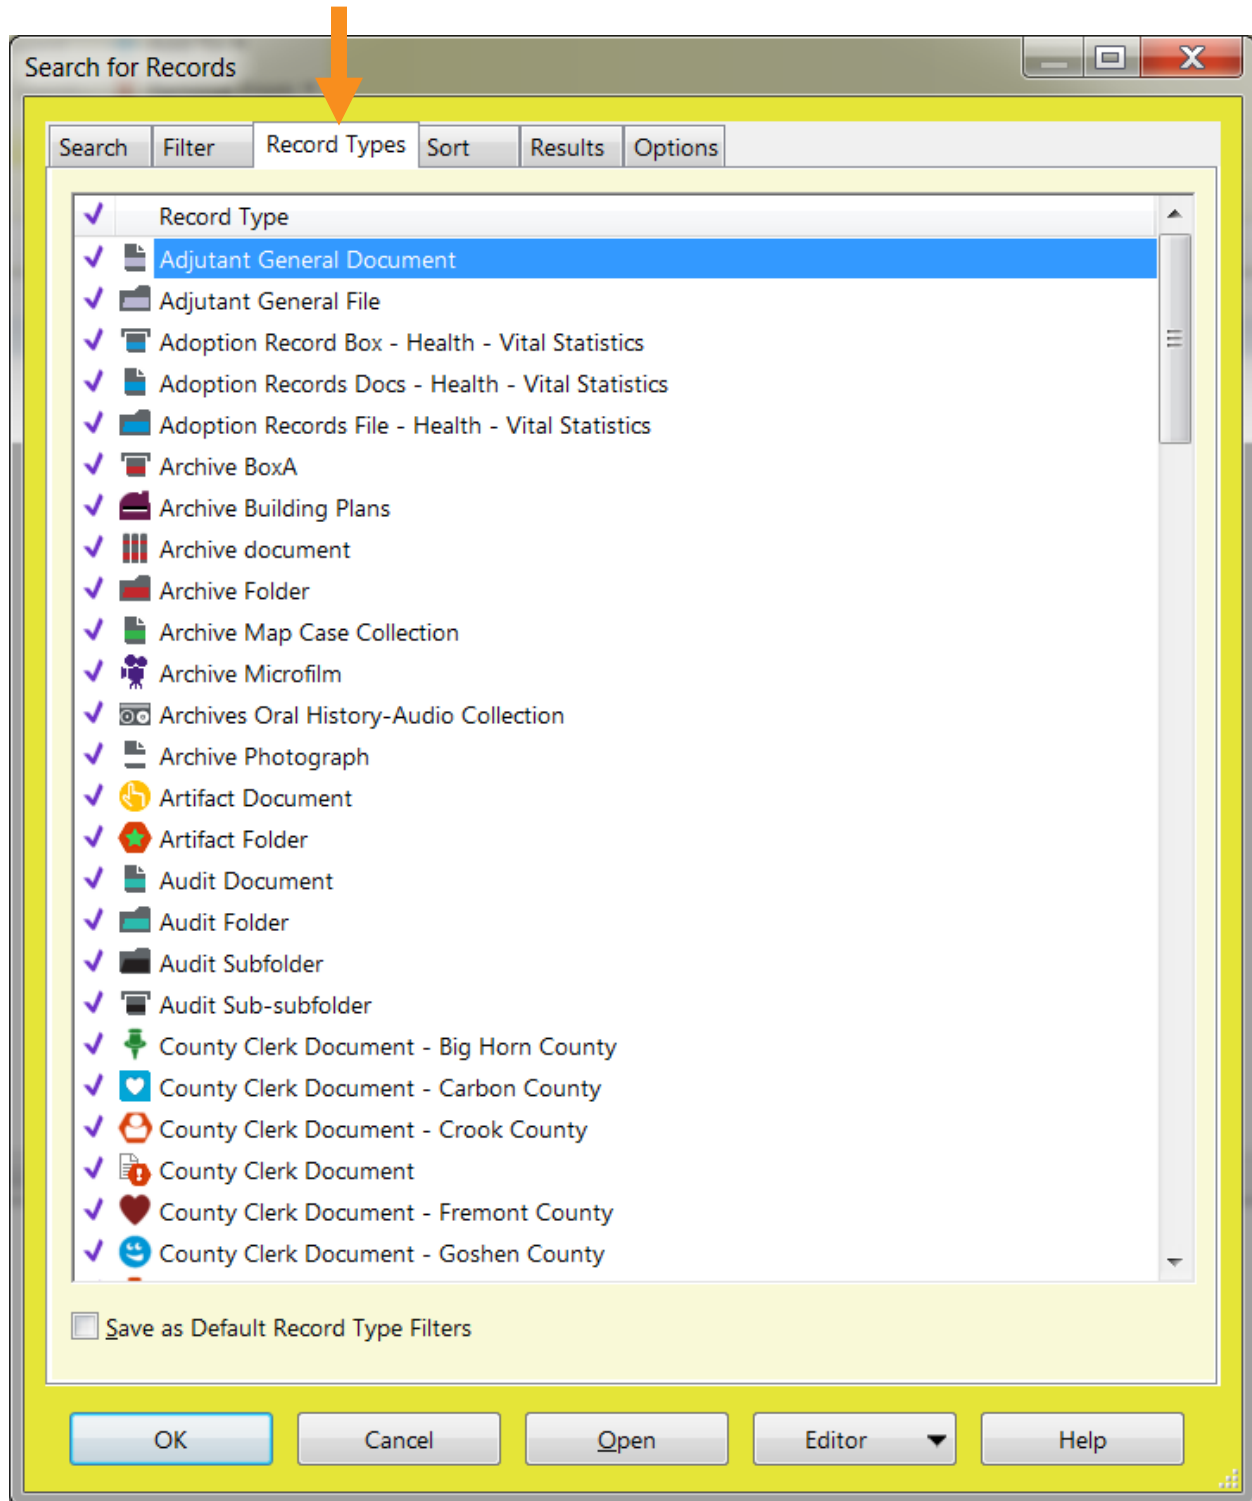 Search for Records
Search Filter Record Types Sort Results Options
Record Type
Adjutant General Document
Adjutant General File
Adoption Record Box - Health - Vital Statistics
Adoption Records Docs - Health - Vital Statistics
Adoption Records File - Health - Vital Statistics
Archive BoxA
Archive Building Plans
Archive document
Archive Folder
Archive Map Case Collection
Archive Microfilm
Archives Oral History-Audio Collection
Archive Photograph
Artifact Document
Artifact Folder
Audit Document
Audit Folder
Audit Subfolder
Audit Sub-subfolder
County Clerk Document - Big Horn County
County Clerk Document - Carbon County
County Clerk Document - Crook County
County Clerk Document
County Clerk Document - Fremont County
County Clerk Document - Goshen County
Save as Default Record Type Filters
OK Cancel Open Editor Help